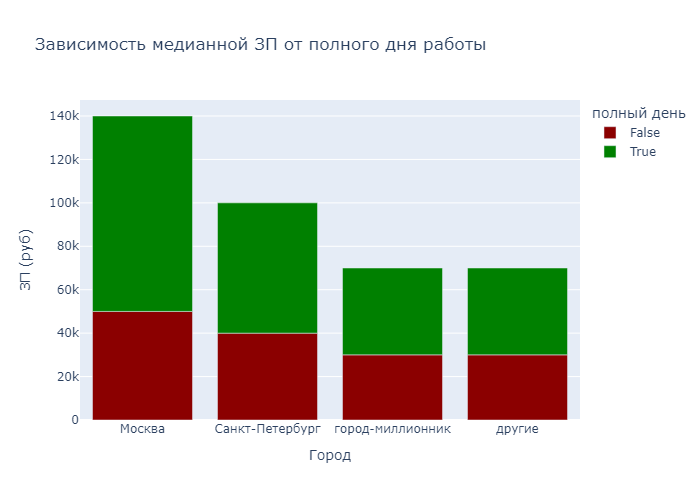 Зависимость медианной ЗП от полного дня работы
полный день
False
True
ЗП (руб)
140k
120k
100k
80k
60k
40k
20k
0
Москва
Санкт-Петербург
город-миллионник
другие
Город